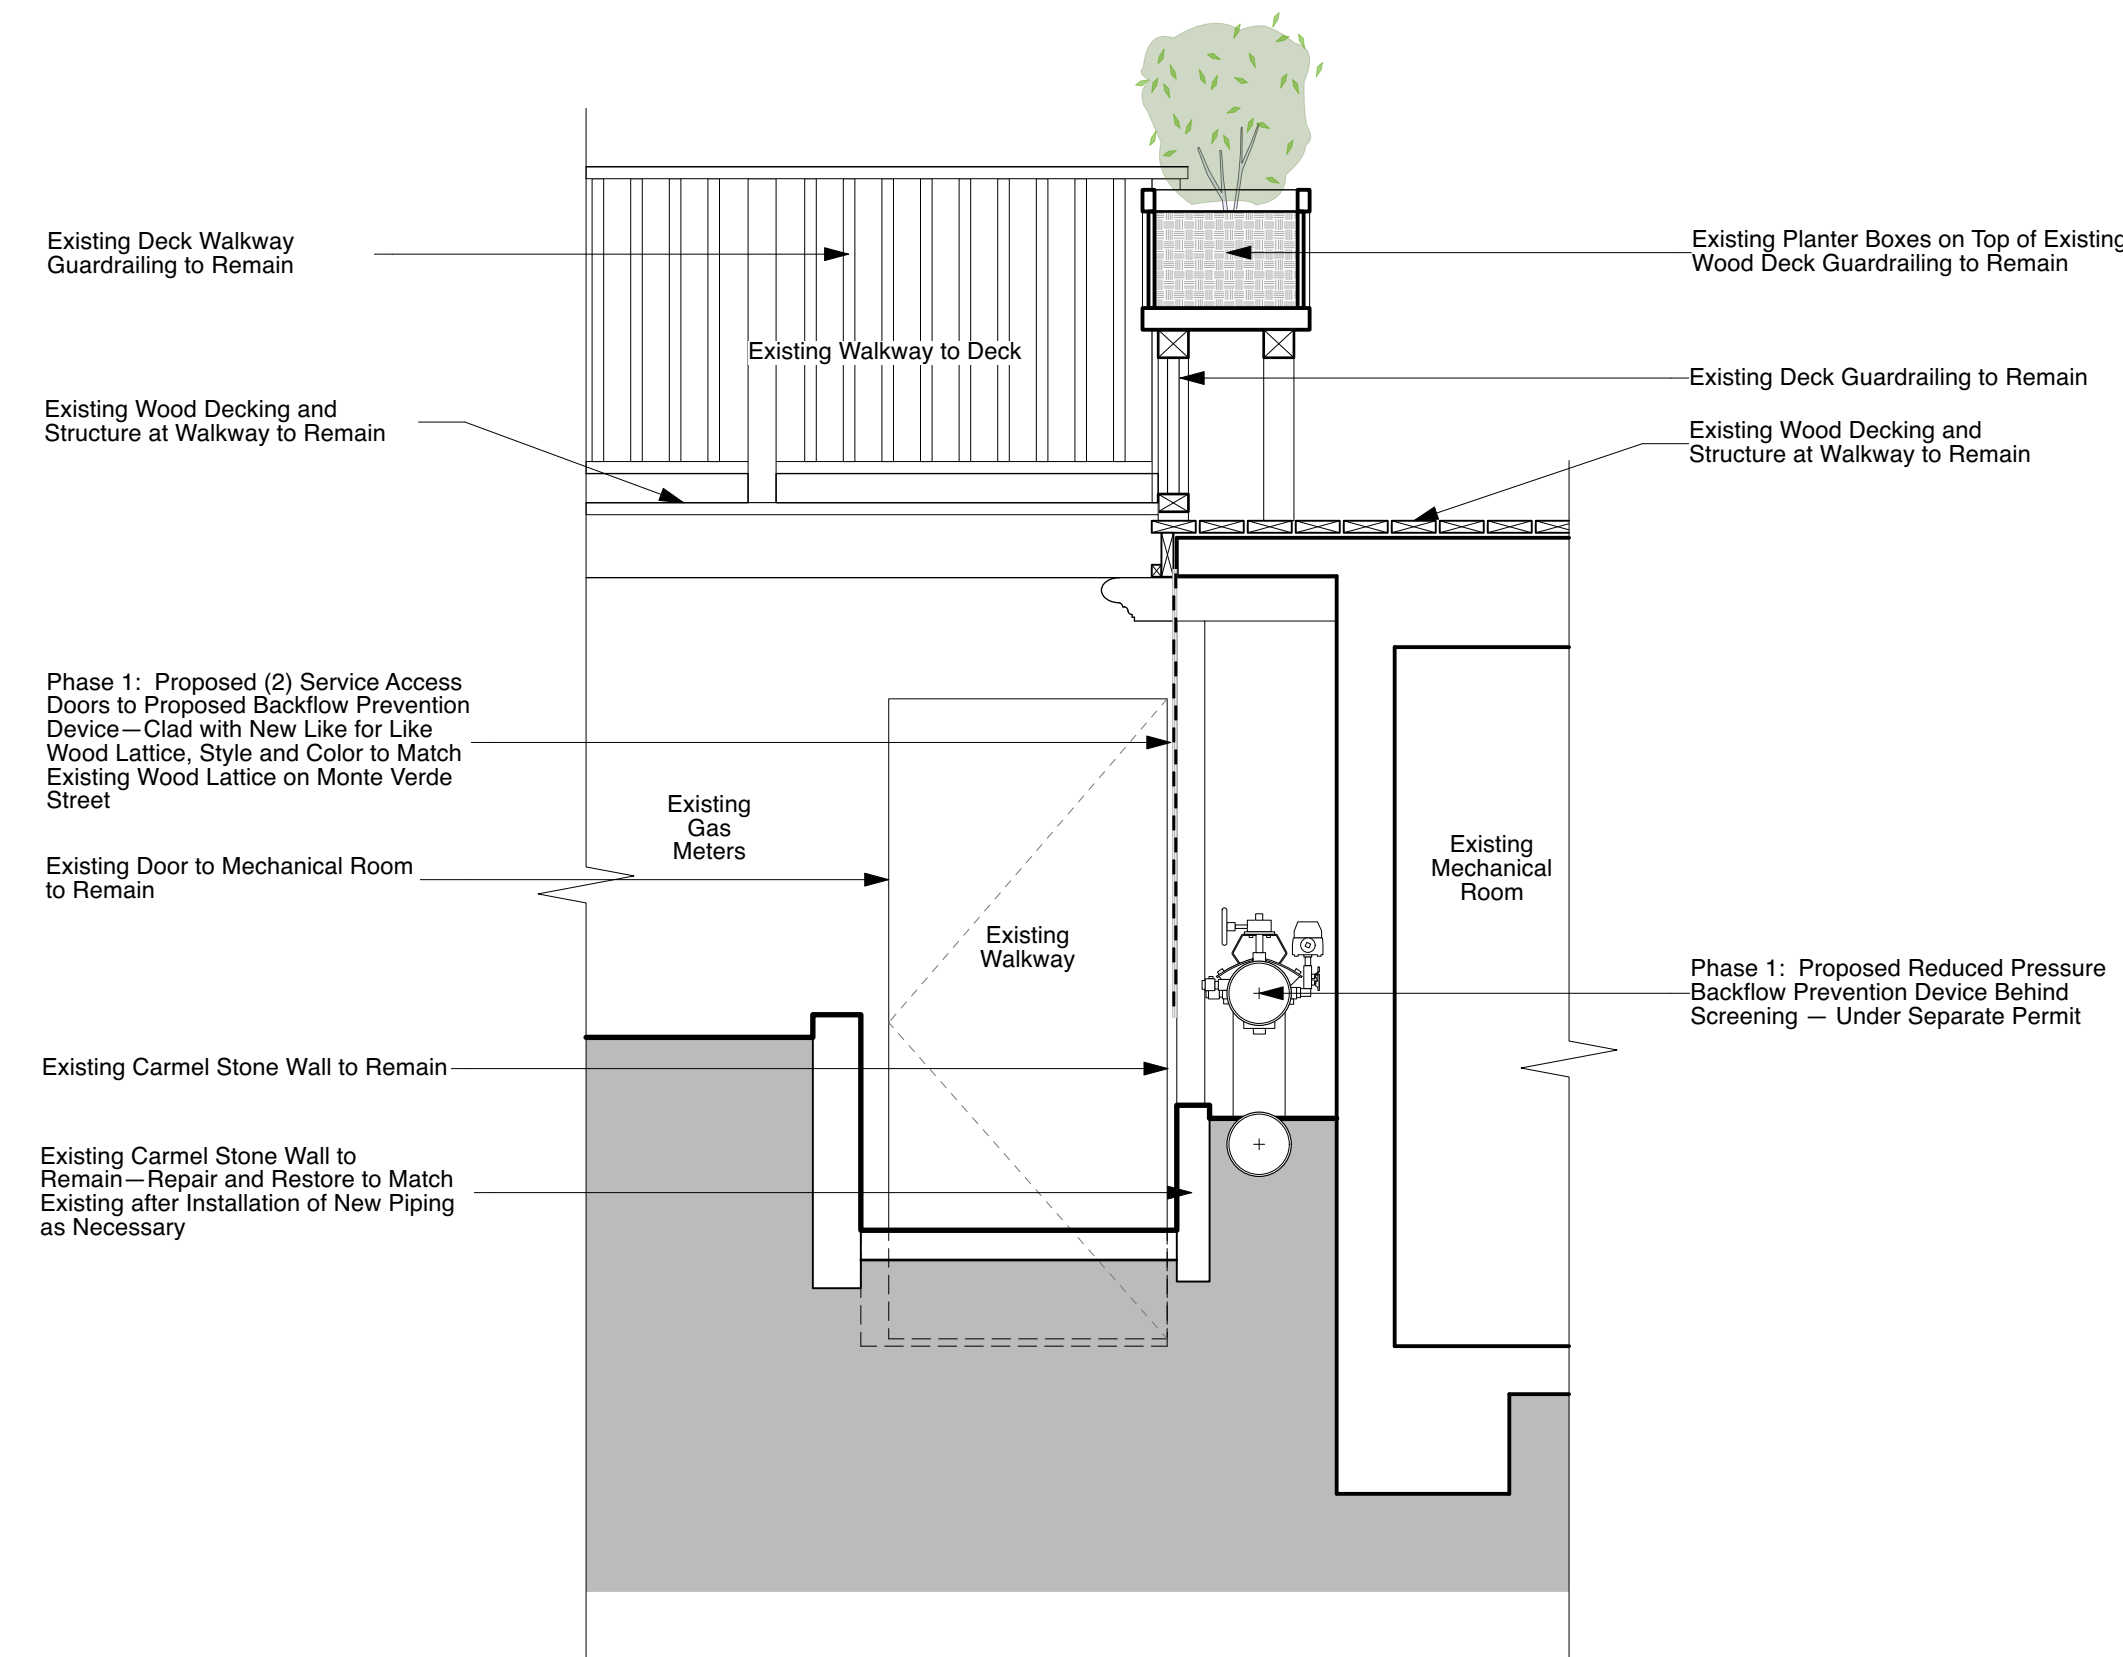 Existing Deck Walkway
Guardrailing to Remain
Existing Planter Boxes on Top of Existing
Wood Deck Guardrailing to Remain
Existing Walkway to Deck
Existing Deck Guardrailing to Remain
Existing Wood Decking and
Structure at Walkway to Remain
Existing Wood Decking and
Structure at Walkway to Remain
Phase 1:  Proposed (2) Service Access
Doors to Proposed Backflow Prevention
Device—Clad with New Like for Like
Wood Lattice, Style and Color to Match
Existing Wood Lattice on Monte Verde
Street
Existing
Gas
Meters
Existing Door to Mechanical Room
to Remain
Existing
Mechanical
Room
Existing
Walkway
Phase 1:  Proposed Reduced Pressure
Backflow Prevention Device Behind
Screening — Under Separate Permit
Existing Carmel Stone Wall to Remain
Existing Carmel Stone Wall to
Remain—Repair and Restore to Match
Existing after Installation of New Piping
as Necessary